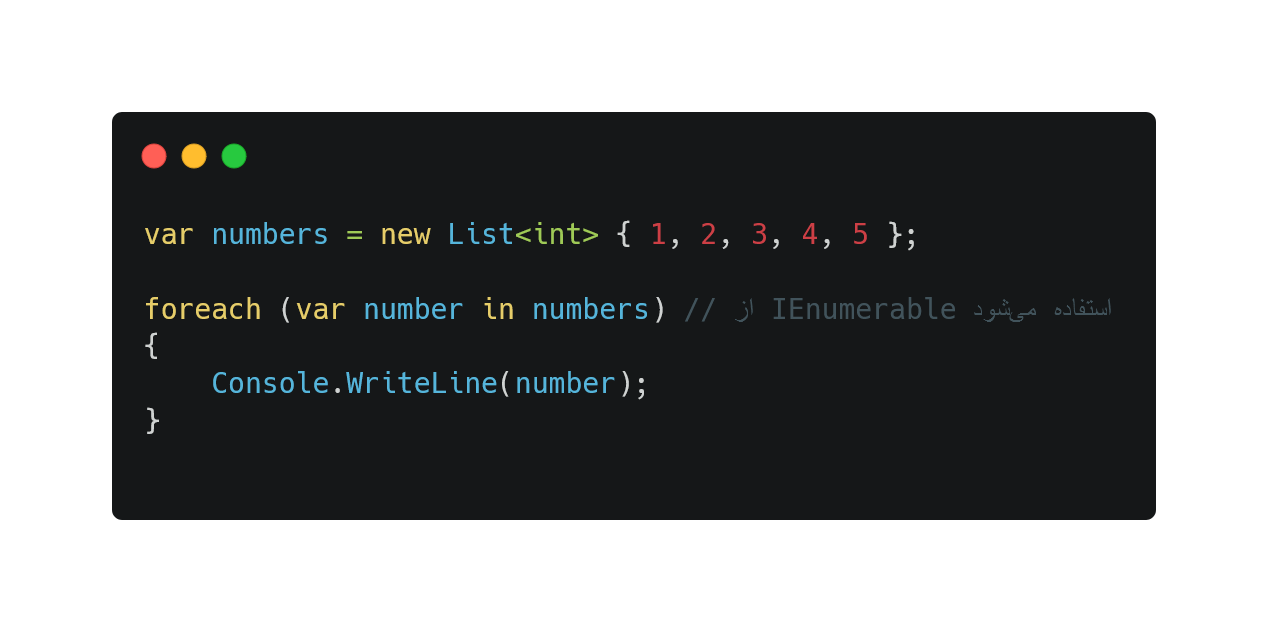 var numbers = new List<int> { 1, 2, 3, 4, 5 };
foreach (var number in numbers) // از IEnumerable استفاده می‌شود
{
    Console.WriteLine(number);
}